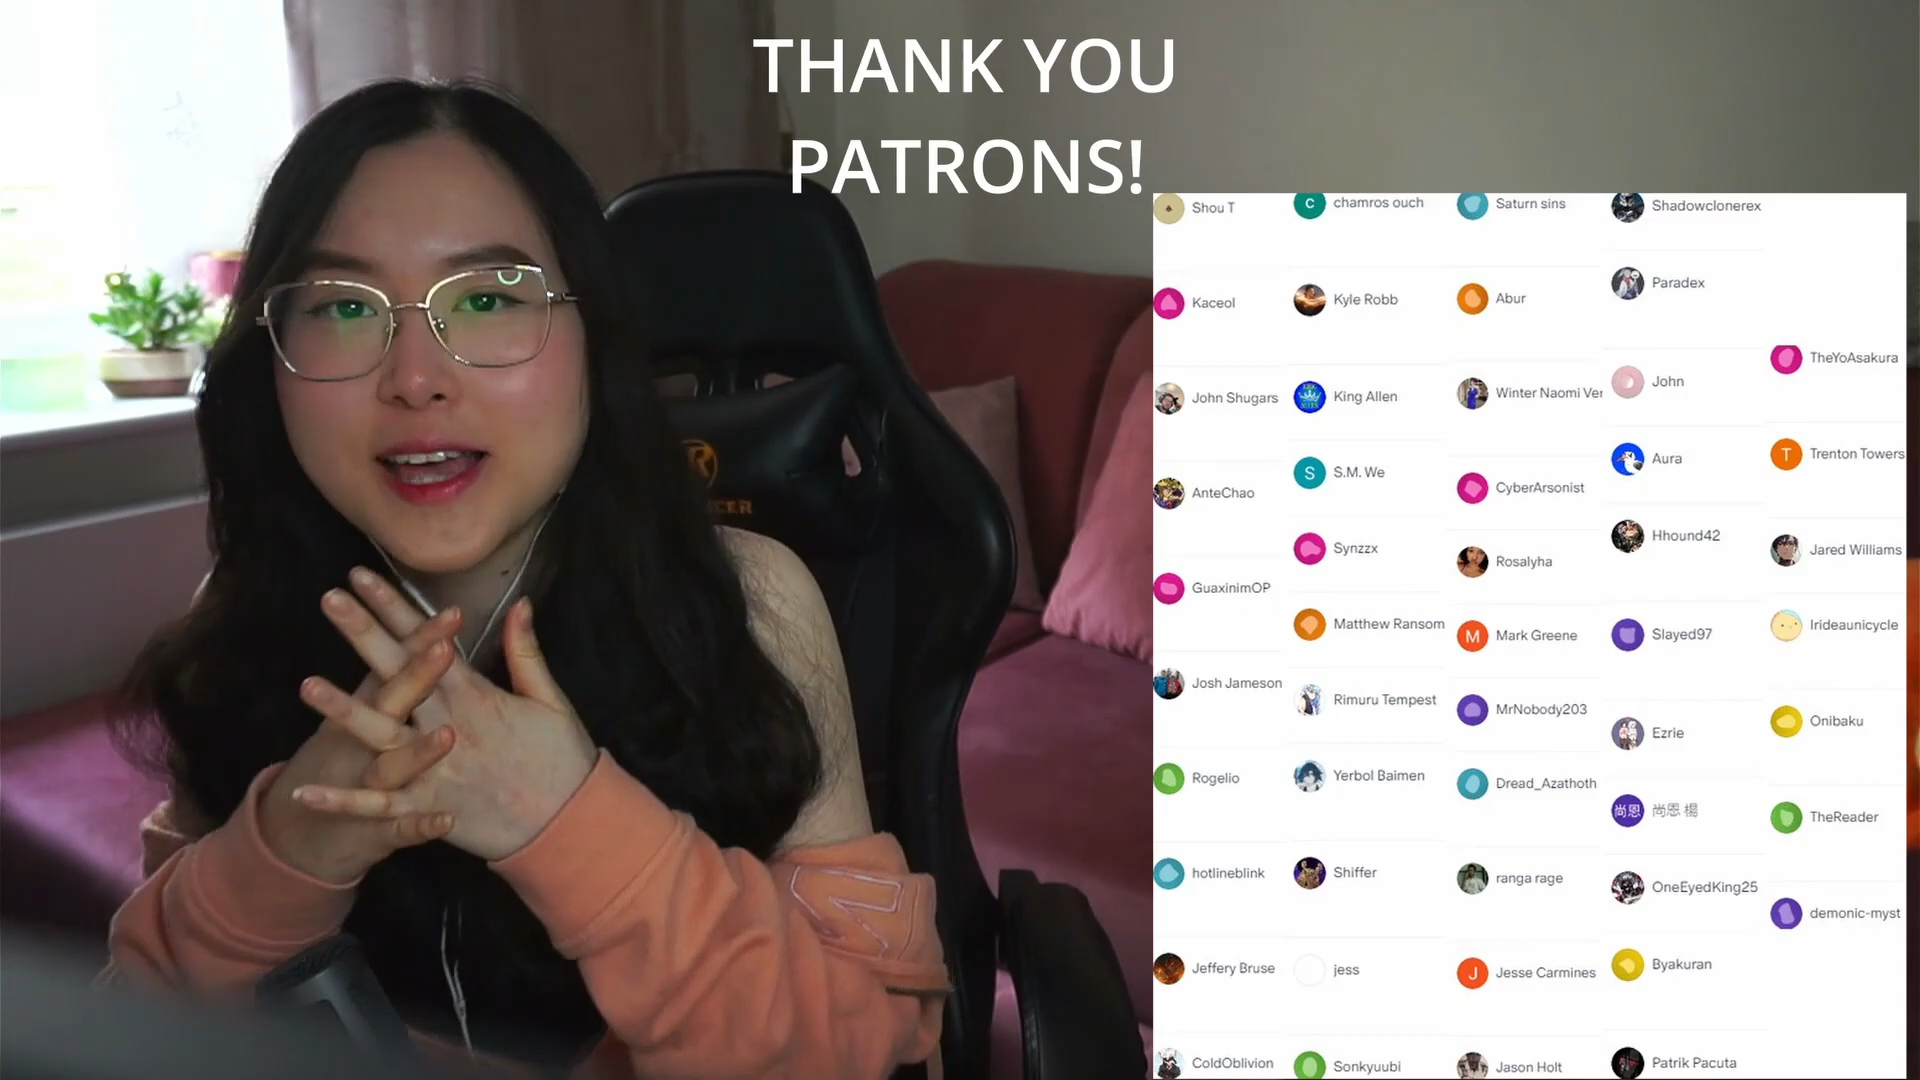 THANK YOU
PATRONS!
Shou T
Kaceol
John Shugars
AnteChao
GuaxinimOP
Josh Jameson
Rogelio
hotlineblink
Jeffery Bruse
ColdOblivion
C
chamros ouch
Kyle Robb
King Allen
S
S.M. We
Synzzx
Matthew Ransom
Rimuru Tempest
Yerbol Baimen
Shiffer
jess
Sonkyuubi
Saturn sins
Abur
Winter Naomi Ver
CyberArsonist
Rosalyha
M
Mark Greene
MrNobody203
Dread_Azathoth
ranga rage
J
Jesse Carmines
Jason Holt
Shadowclonerex
Paradex
John
Aura
Hhound42
Slayed97
Ezrie
尚恩
尚恩 楊
OneEyedKing25
Byakuran
Patrik Pacuta
TheYoAsakura
T
Trenton Towers
Jared Williams
Irideaunicycle
Onibaku
TheReader
demonic-myst